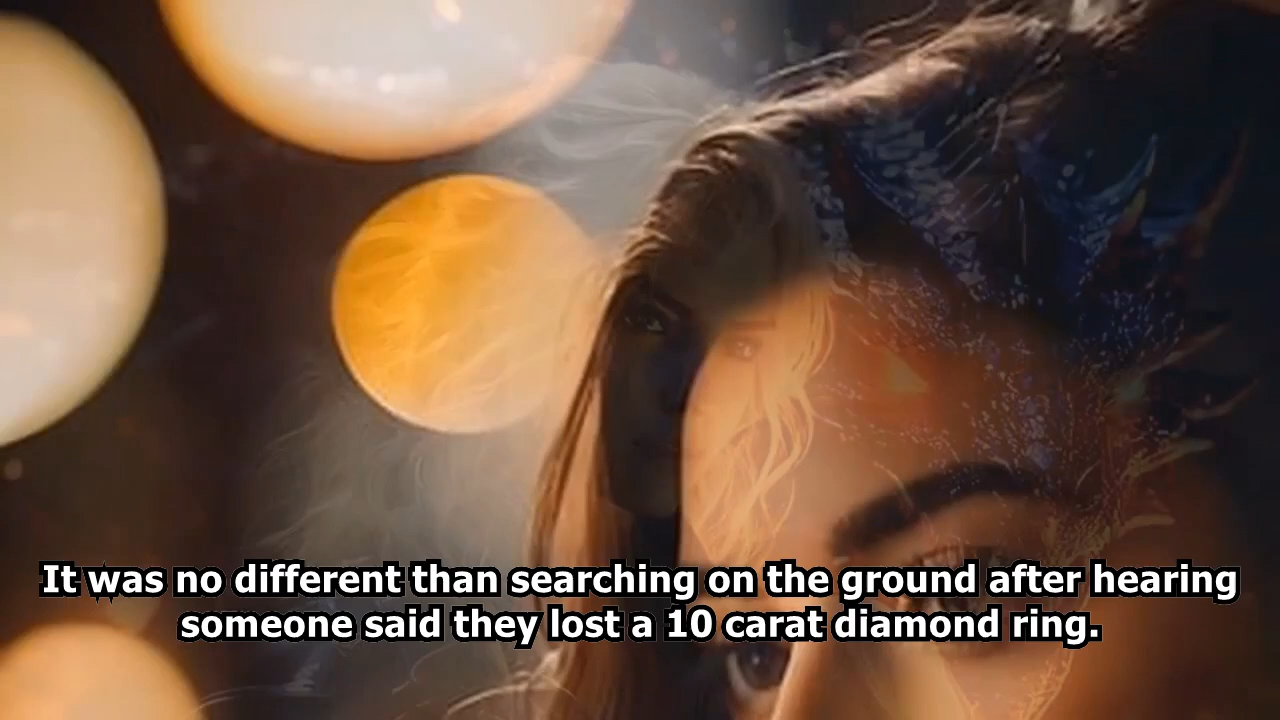 It was no different than searching on the ground after hearing
someone said they lost a 10 carat diamond ring.